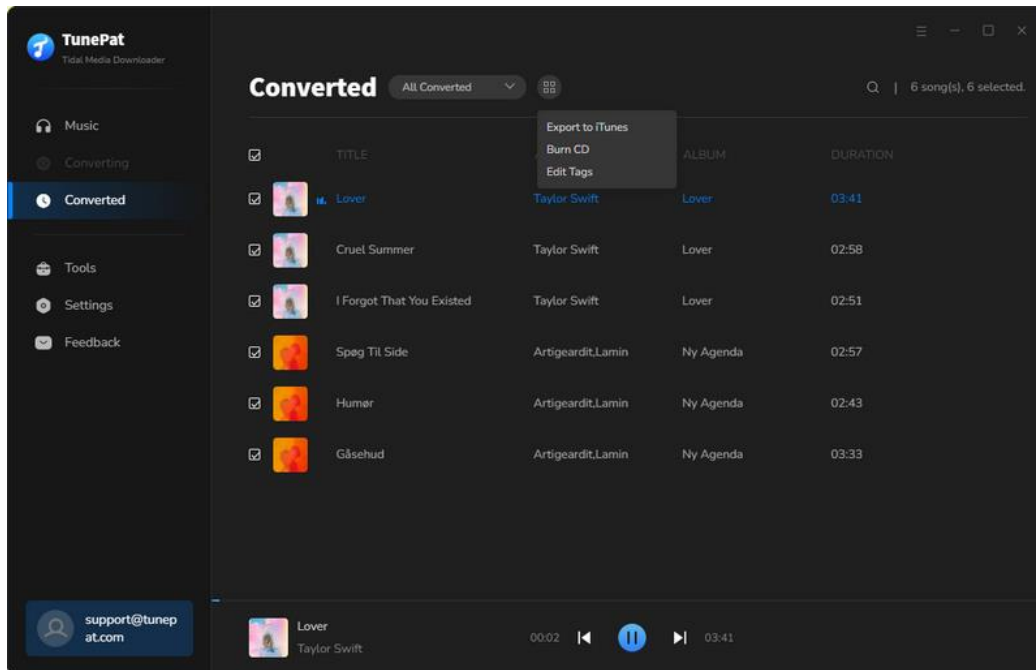 TunePat
Tidal Media Downloader
Music
Converting
Converted
Tools
Settings
Feedback
support@tunep
at.com
Converted All Converted | 6 song(s), 6 selected.
Export to iTunes
Burn CD
Edit Tags
TITLE ALBUM DURATION
Lover Taylor Swift Lover 03:41
Cruel Summer Taylor Swift Lover 02:58
I Forgot That You Existed Taylor Swift Lover 02:51
Spøg Til Side Artigeardit,Lamin Ny Agenda 02:57
Humør Artigeardit,Lamin Ny Agenda 02:43
Gåsehud Artigeardit,Lamin Ny Agenda 03:33
Lover
Taylor Swift
00:02 03:41